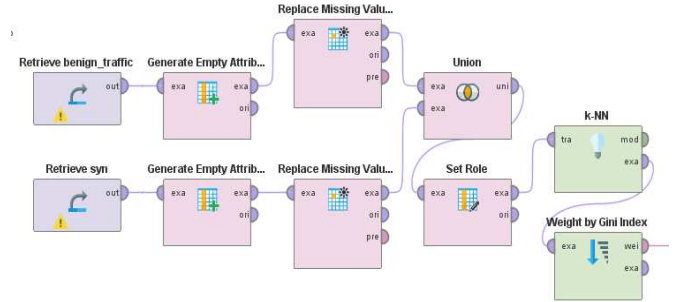 Replace Missing Valu...
exa exa
ori
pre
Retrieve benign_traffic
out
Generate Empty Attrib...
exa exa
ori
Union
exa uni
exa
k-NN
tra mod
exa
Retrieve syn
out
Generate Empty Attrib...
exa exa
ori
Replace Missing Valu...
exa exa
ori
pre
Set Role
exa exa
ori
Weight by Gini Index
exa wei
exa